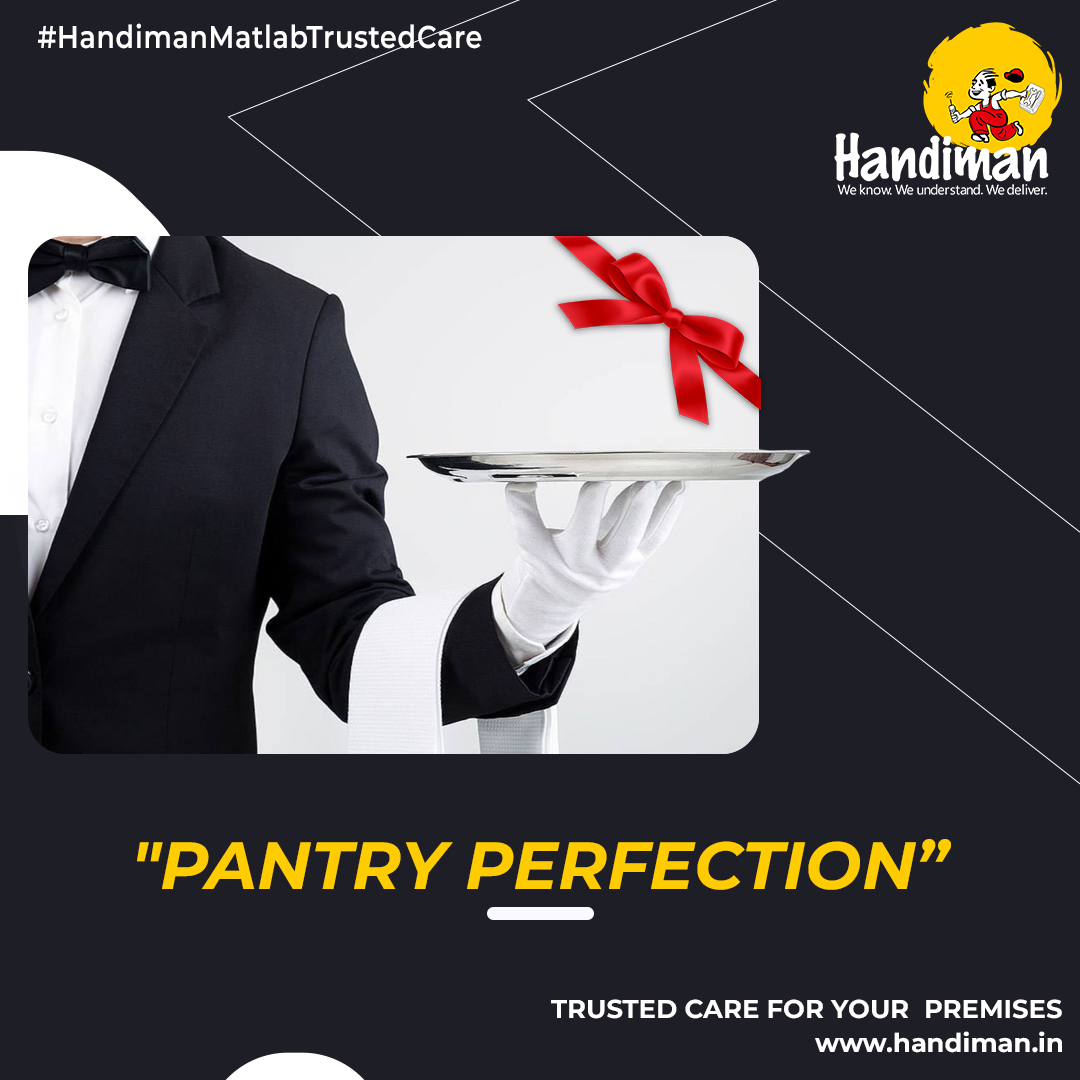 #HandimanMatlabTrustedCare
Handiman
We know. We understand. We deliver.
"PANTRY PERFECTION”
TRUSTED CARE FOR YOUR  PREMISES
www.handiman.in